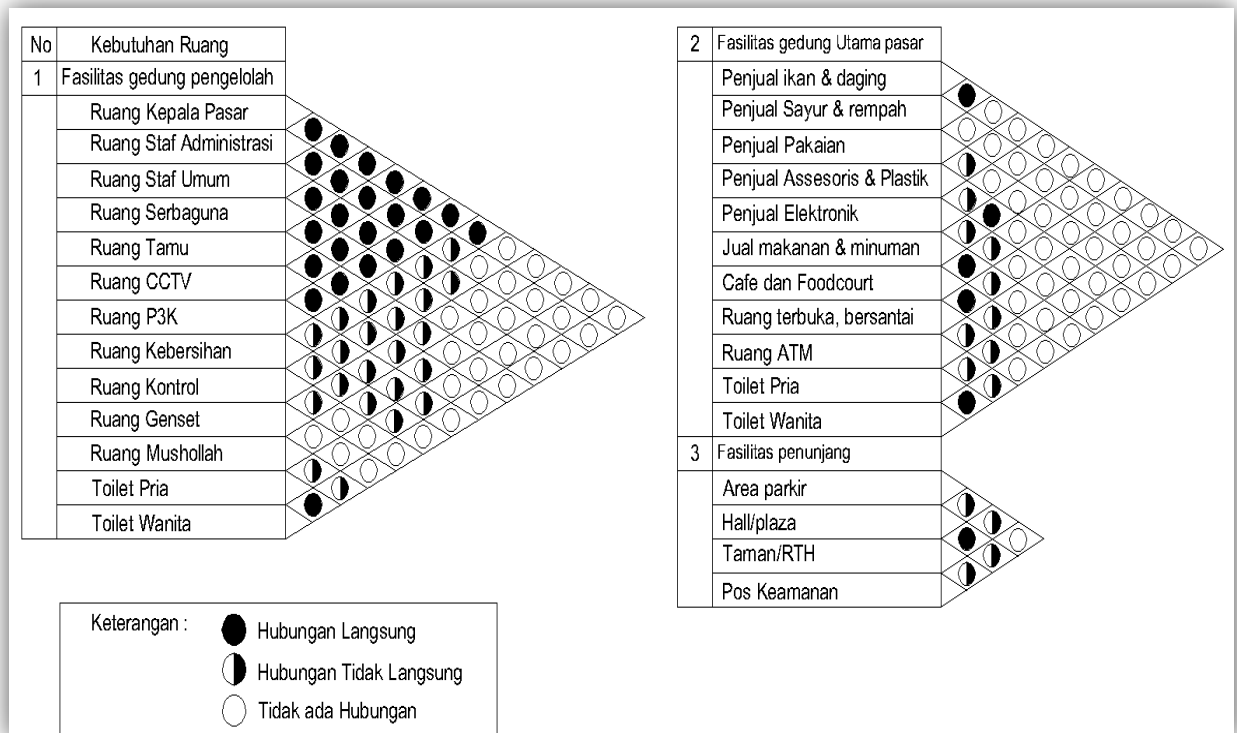 No Kebutuhan Ruang
1 Fasilitas gedung pengelolah
Ruang Kepala Pasar
Ruang Staf Administrasi
Ruang Staf Umum
Ruang Serbaguna
Ruang Tamu
Ruang CCTV
Ruang P3K
Ruang Kebersihan
Ruang Kontrol
Ruang Genset
Ruang Mushollah
Toilet Pria
Toilet Wanita
2 Fasilitas gedung Utama pasar
Penjual ikan & daging
Penjual Sayur & rempah
Penjual Pakaian
Penjual Assesoris & Plastik
Penjual Elektronik
Jual makanan & minuman
Cafe dan Foodcourt
Ruang terbuka, bersantai
Ruang ATM
Toilet Pria
Toilet Wanita
3 Fasilitas penunjang
Area parkir
Hall/plaza
Taman/RTH
Pos Keamanan
Keterangan :
Hubungan Langsung
Hubungan Tidak Langsung
Tidak ada Hubungan